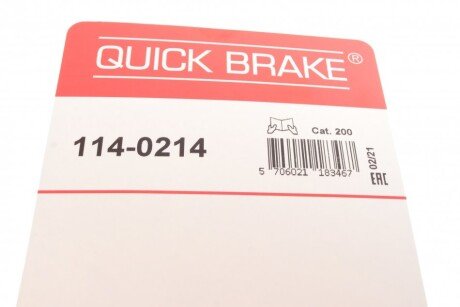 QUICK BRAKE®
114-0214
Cat. 200
5 706021 183467
02/21
EAC